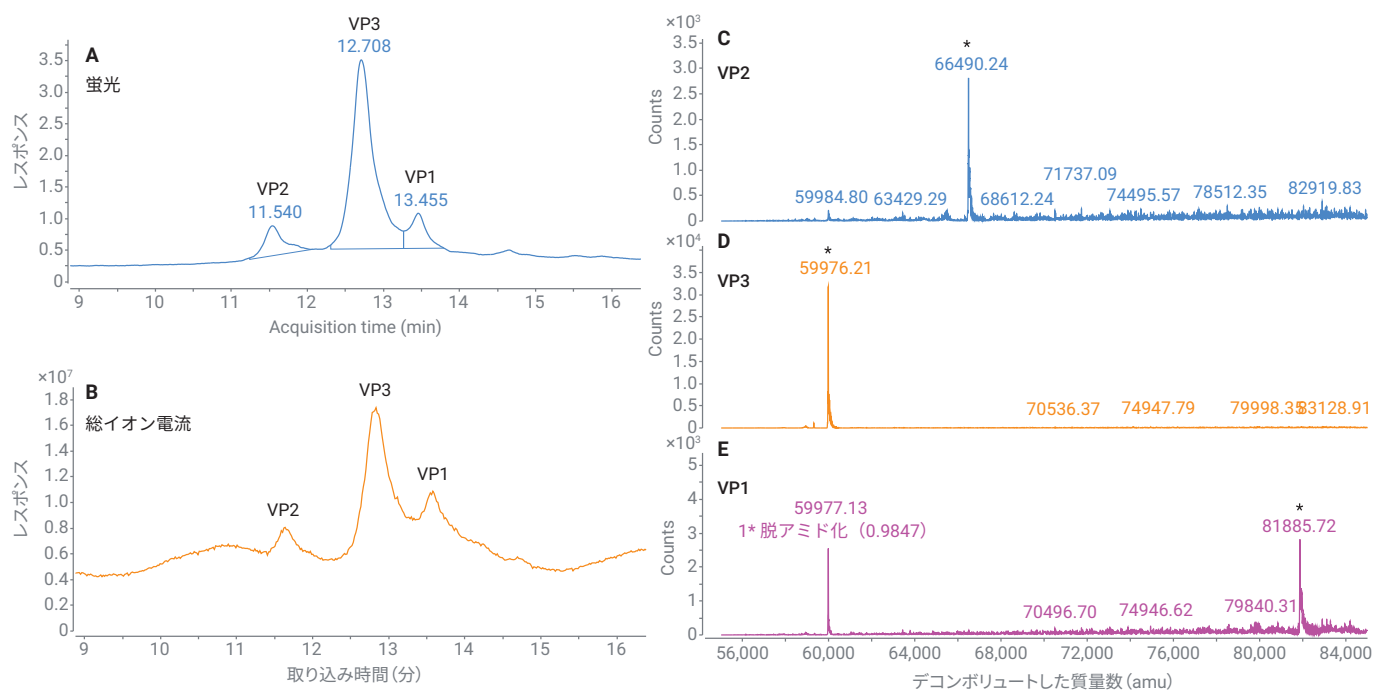 A
蛍光
レスポンス
3.5
3.0
2.5
2.0
1.5
1.0
0.5
0
VP2
11.540
VP3
12.708
VP1
13.455
9 10 11 12 13 14 15 16
Acquisition time (min)
×10⁷
B
総イオン電流
レスポンス
1.8
1.6
1.4
1.2
1.0
0.8
0.6
0.4
0.2
0
VP2
VP3
VP1
9 10 11 12 13 14 15 16
取り込み時間(分)
×10³
C
VP2
Counts
3.5
3.0
2.5
2.0
1.5
1.0
0.5
0
*
66490.24
59984.80 63429.29 68612.24 71737.09 74495.57 78512.35 82919.83
×10⁴
D
VP3
Counts
3.5
3.0
2.5
2.0
1.5
1.0
0.5
0
*
59976.21
70536.37 74947.79 79998.35 83128.91
×10³
E
VP1
Counts
5
4
3
2
1
0
59977.13
1* 脱アミド化(0.9847)
*
81885.72
70496.70 74946.62 79840.31
56,000 60,000 64,000 68,000 72,000 76,000 80,000 84,000
デコンボリュートした質量数(amu)